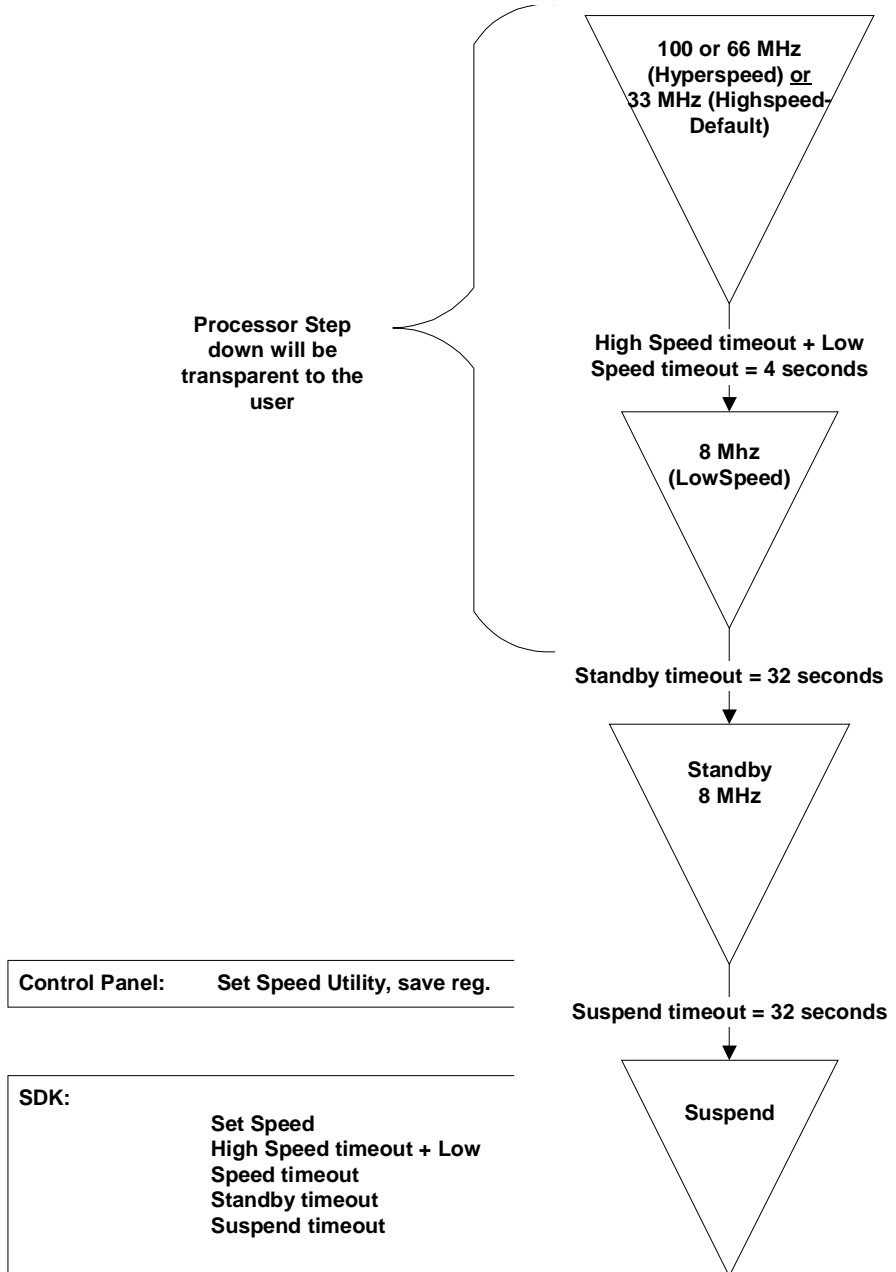 100 or 66 MHz
(Hyperspeed) or
33 MHz (Highspeed-
Default)
Processor Step
down will be
transparent to the
user
High Speed timeout + Low
Speed timeout = 4 seconds
8 Mhz
(LowSpeed)
Standby timeout = 32 seconds
Standby
8 MHz
Control Panel: Set Speed Utility, save reg.
Suspend timeout = 32 seconds
SDK:
Set Speed
High Speed timeout + Low
Speed timeout
Standby timeout
Suspend timeout
Suspend